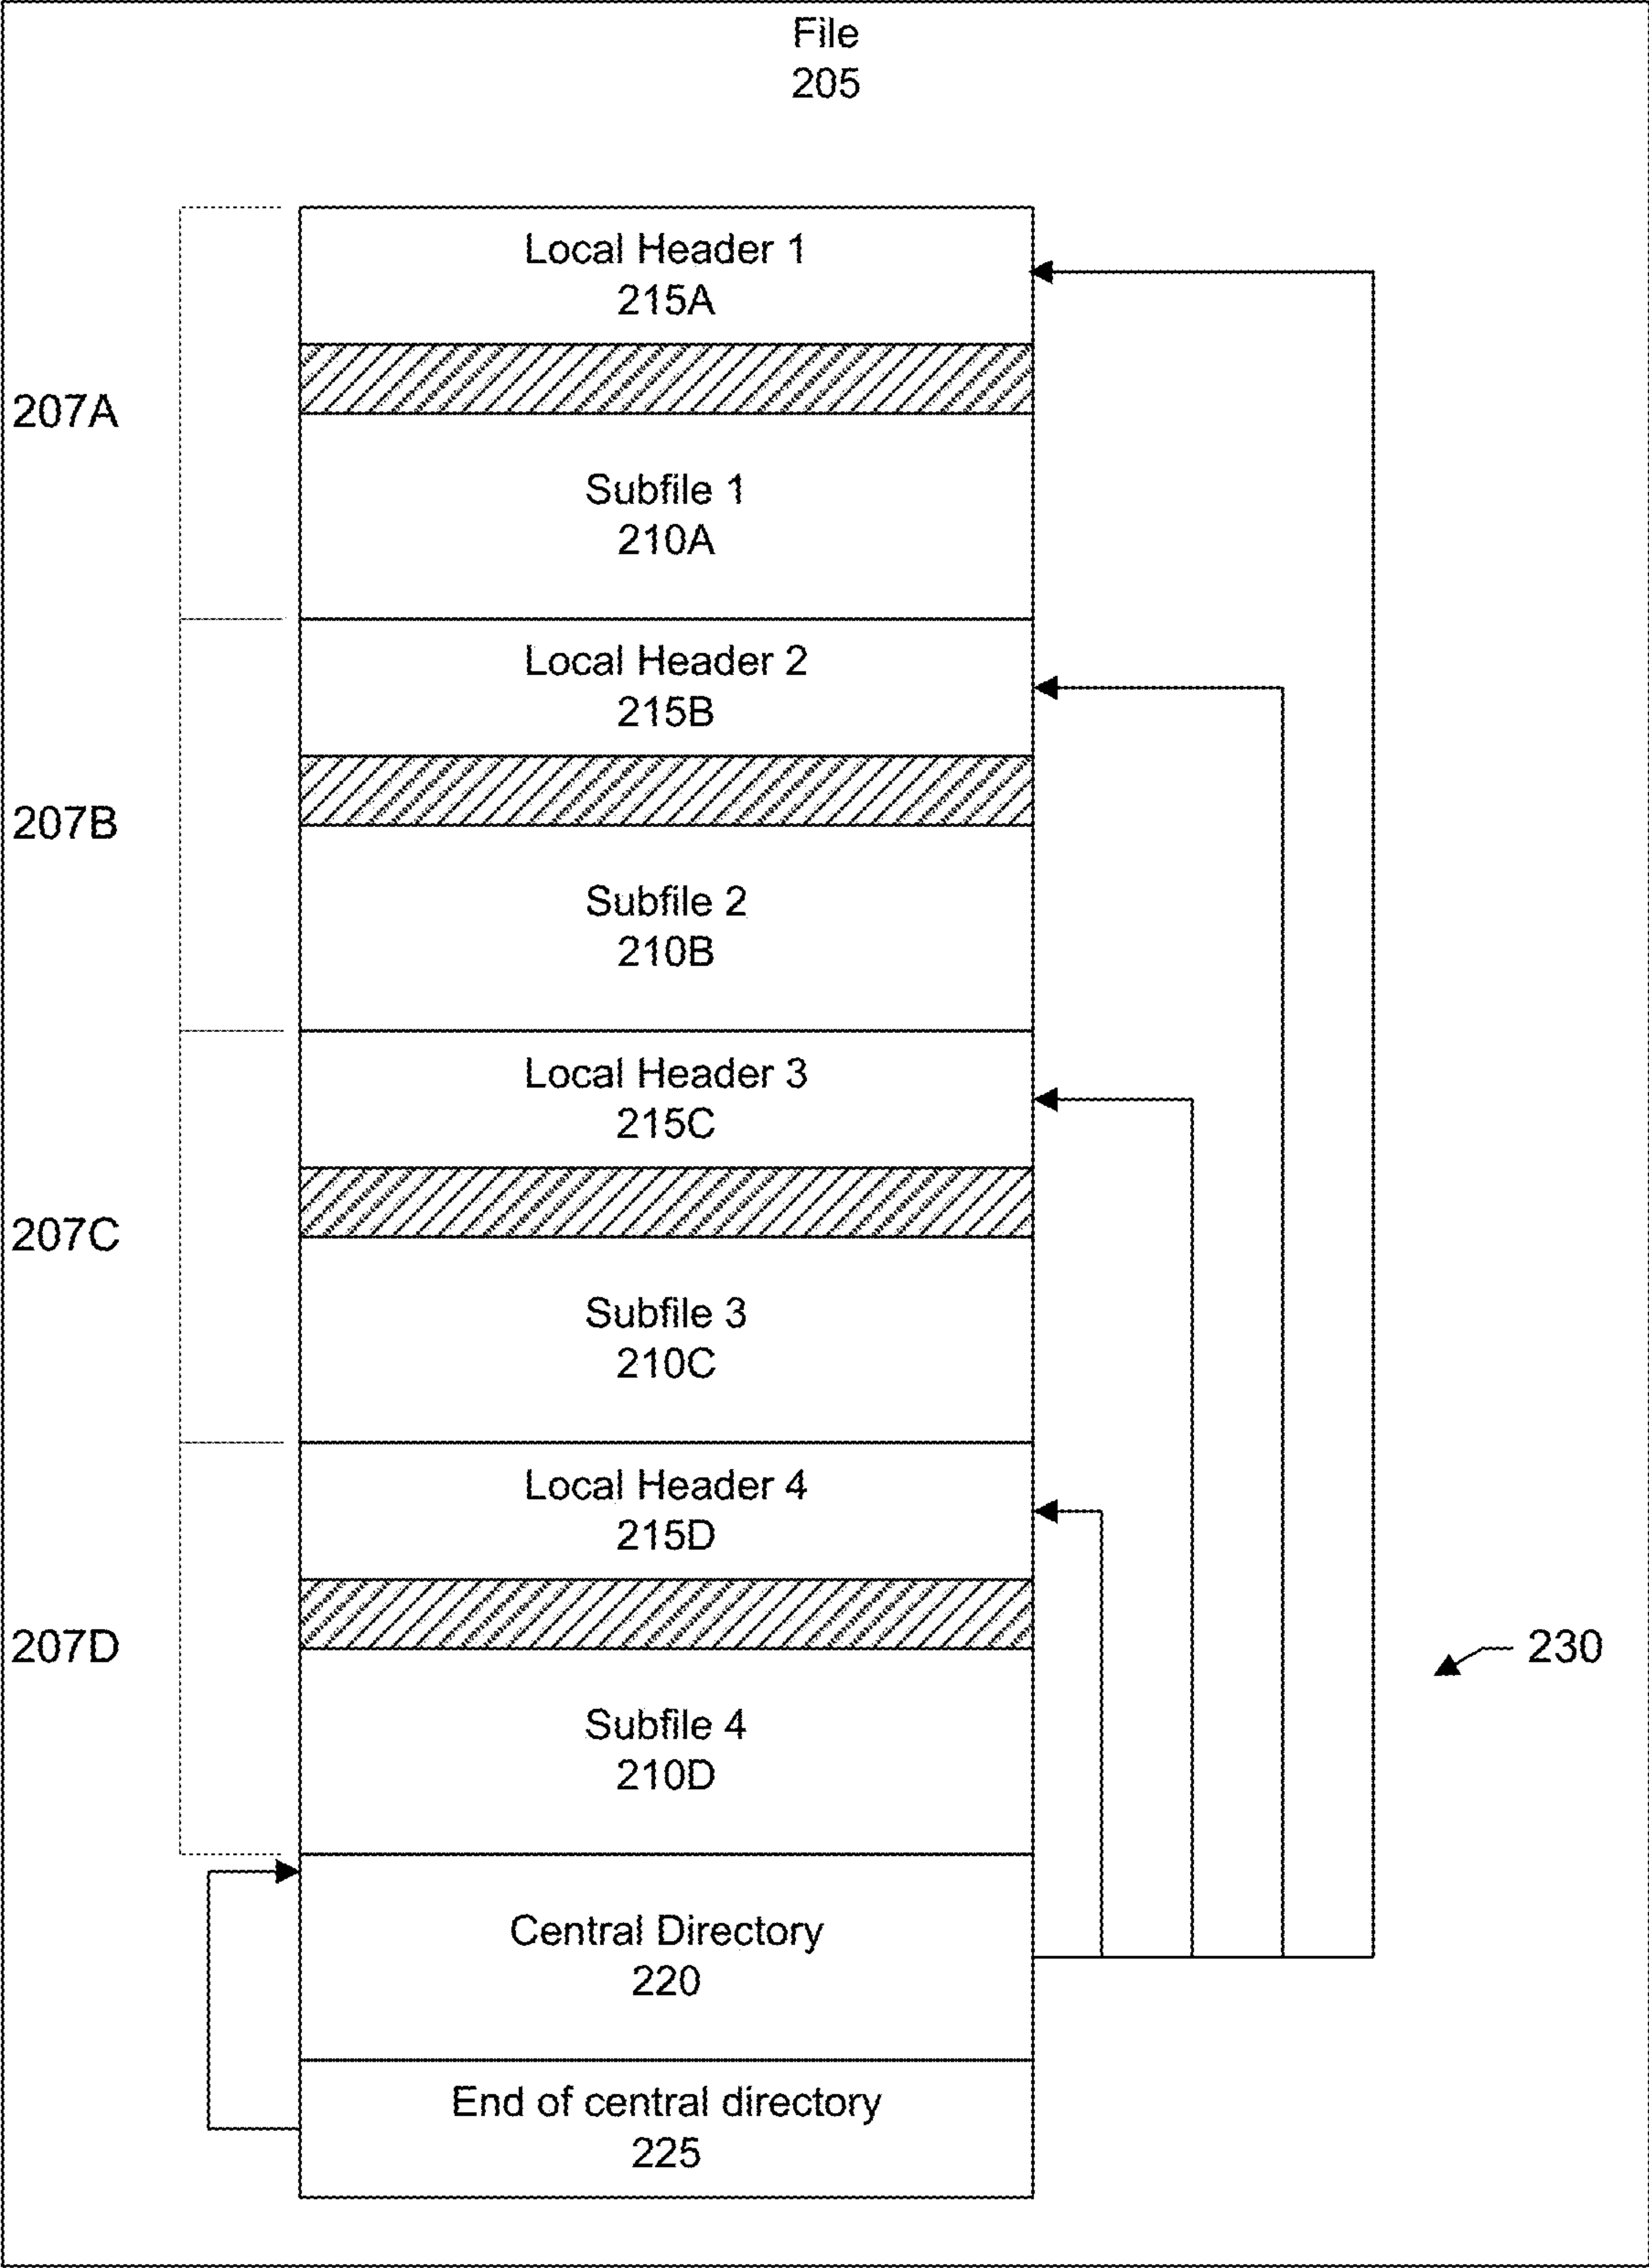 File
205
Local Header 1
215A
207A
Subfile 1
210A
Local Header 2
215B
207B
Subfile 2
210B
Local Header 3
215C
207C
Subfile 3
210C
Local Header 4
215D
207D
230
Subfile 4
210D
Central Directory
220
End of central directory
225